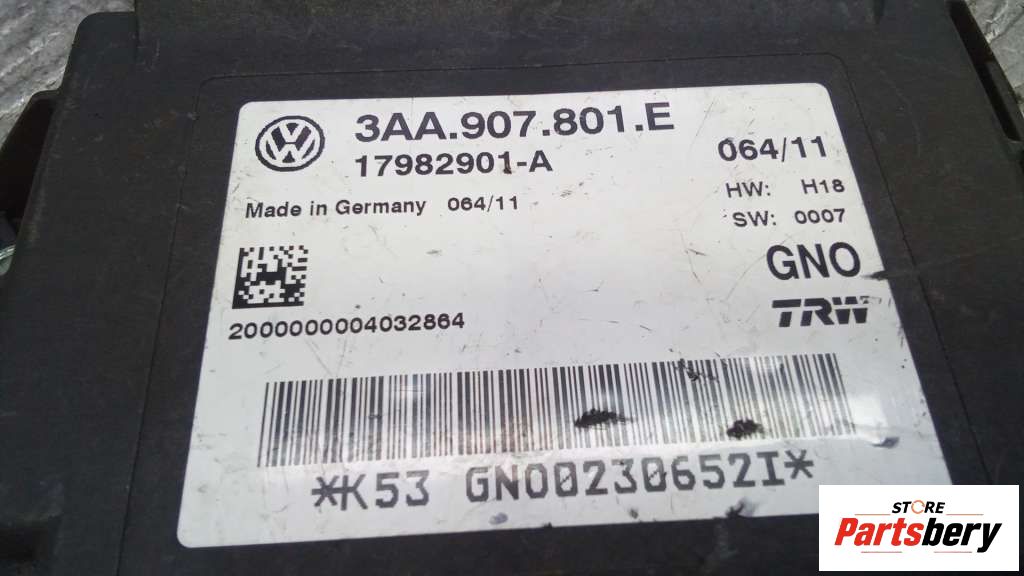 3AA.907.801.E
17982901-A
064/11
Made in Germany 064/11
HW: H18
SW: 0007
GNO
TRW
2000000004032864
*K53 GNO0230652I*
STORE
Partsbery